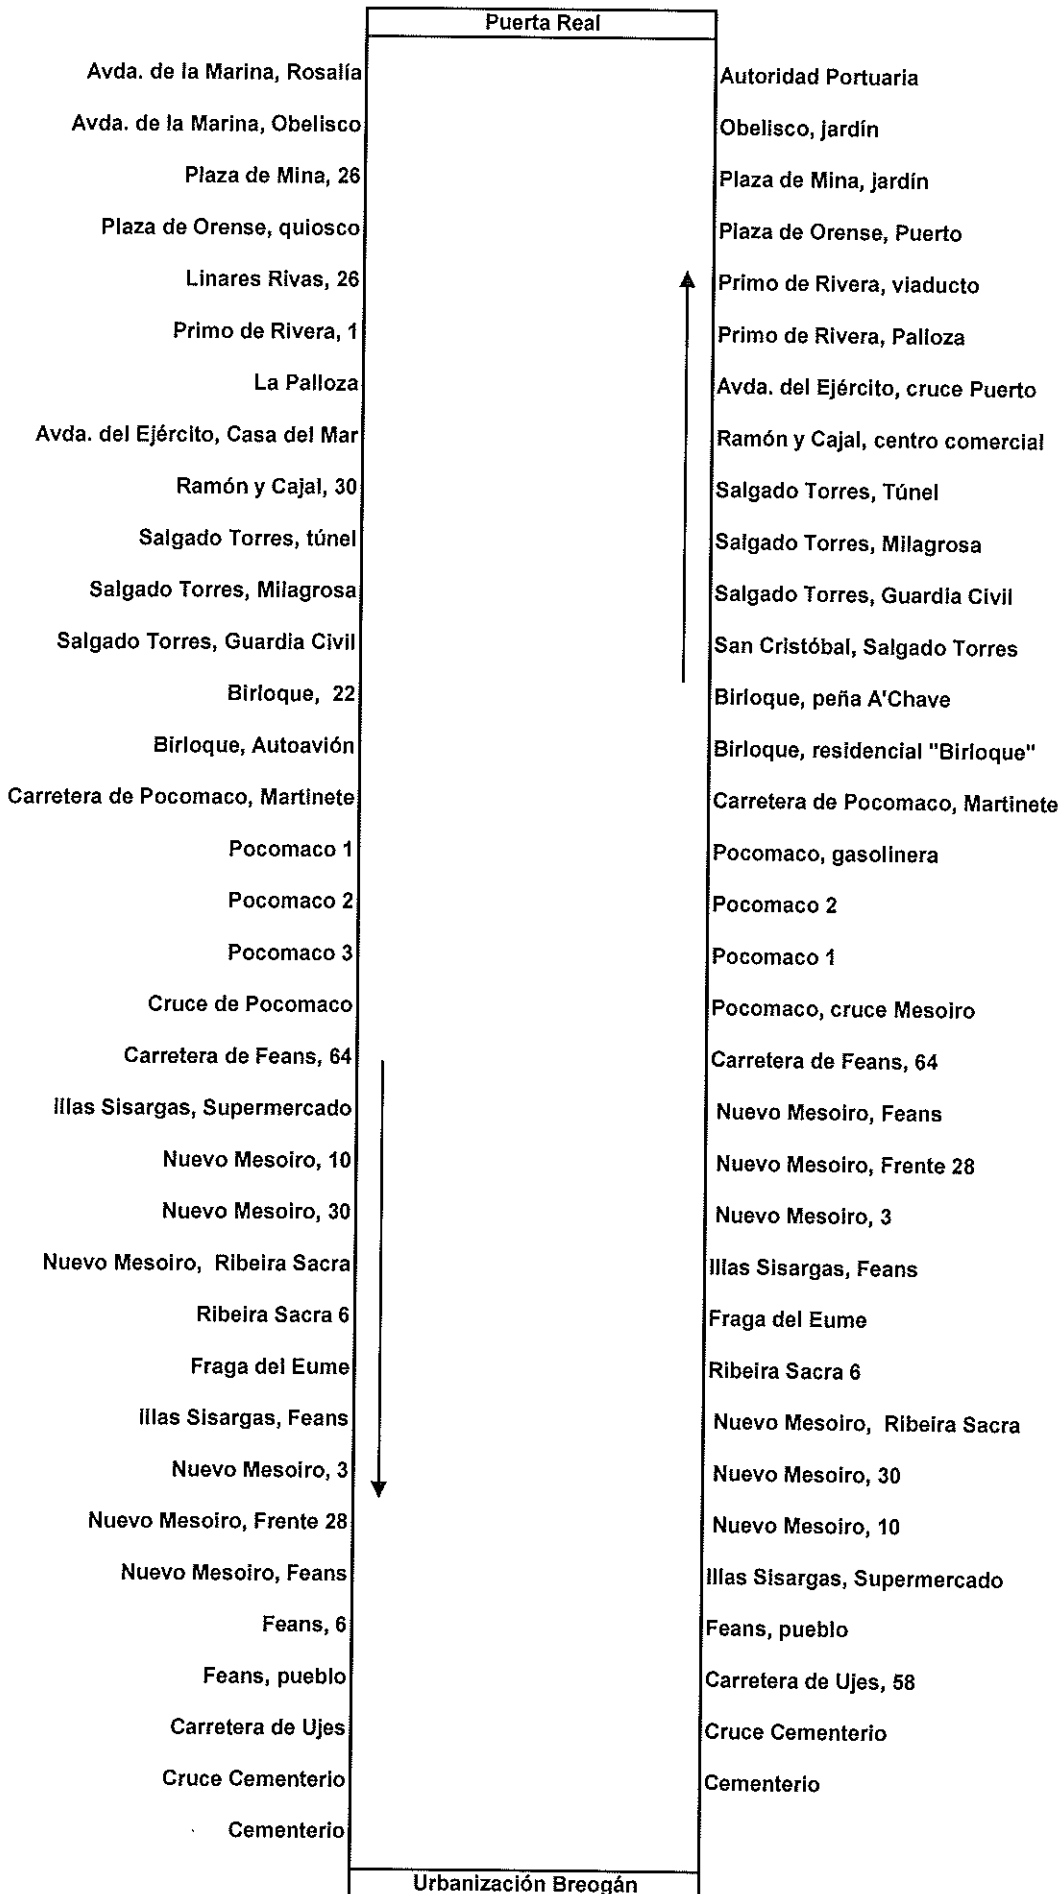 Puerta Real
Avda. de la Marina, Rosalía
Avda. de la Marina, Obelisco
Plaza de Mina, 26
Plaza de Orense, quiosco
Linares Rivas, 26
Primo de Rivera, 1
La Palloza
Avda. del Ejército, Casa del Mar
Ramón y Cajal, 30
Salgado Torres, túnel
Salgado Torres, Milagrosa
Salgado Torres, Guardia Civil
Birloque, 22
Birloque, Autoavión
Carretera de Pocomaco, Martinete
Pocomaco 1
Pocomaco 2
Pocomaco 3
Cruce de Pocomaco
Carretera de Feans, 64
Illas Sisargas, Supermercado
Nuevo Mesoiro, 10
Nuevo Mesoiro, 30
Nuevo Mesoiro, Ribeira Sacra
Ribeira Sacra 6
Fraga del Eume
Illas Sisargas, Feans
Nuevo Mesoiro, 3
Nuevo Mesoiro, Frente 28
Nuevo Mesoiro, Feans
Feans, 6
Feans, pueblo
Carretera de Ujes
Cruce Cementerio
Cementerio
Autoridad Portuaria
Obelisco, jardín
Plaza de Mina, jardín
Plaza de Orense, Puerto
Primo de Rivera, viaducto
Primo de Rivera, Palloza
Avda. del Ejército, cruce Puerto
Ramón y Cajal, centro comercial
Salgado Torres, Túnel
Salgado Torres, Milagrosa
Salgado Torres, Guardia Civil
San Cristóbal, Salgado Torres
Birloque, peña A'Chave
Birloque, residencial "Birloque"
Carretera de Pocomaco, Martinete
Pocomaco, gasolinera
Pocomaco 2
Pocomaco 1
Pocomaco, cruce Mesoiro
Carretera de Feans, 64
Nuevo Mesoiro, Feans
Nuevo Mesoiro, Frente 28
Nuevo Mesoiro, 3
Illas Sisargas, Feans
Fraga del Eume
Ribeira Sacra 6
Nuevo Mesoiro, Ribeira Sacra
Nuevo Mesoiro, 30
Nuevo Mesoiro, 10
Illas Sisargas, Supermercado
Feans, pueblo
Carretera de Ujes, 58
Cruce Cementerio
Cementerio
Urbanización Breogán